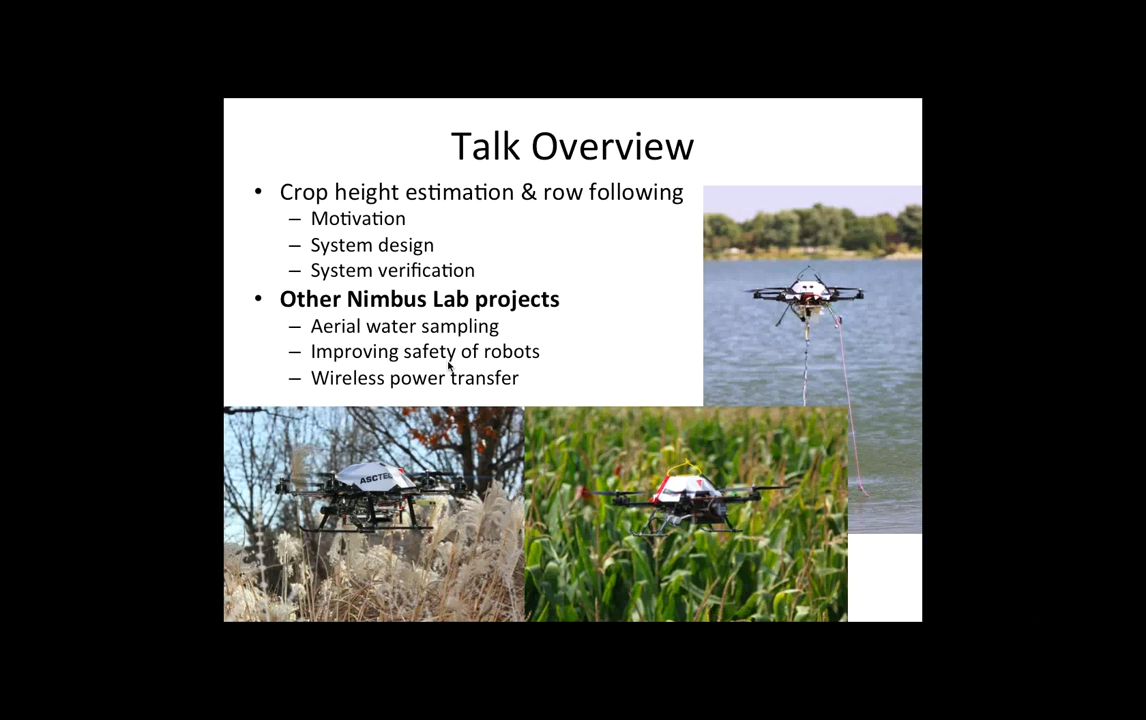 Talk Overview
• Crop height estimation & row following
– Motivation
– System design
– System verification
• Other Nimbus Lab projects
– Aerial water sampling
– Improving safety of robots
– Wireless power transfer
ASCTEC